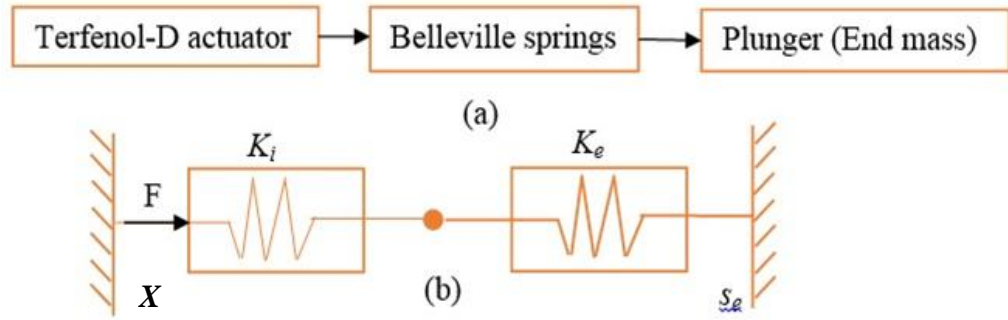 Terfenol-D actuator Belleville springs Plunger (End mass)
(a)
K_i K_e
F
X (b) s_e